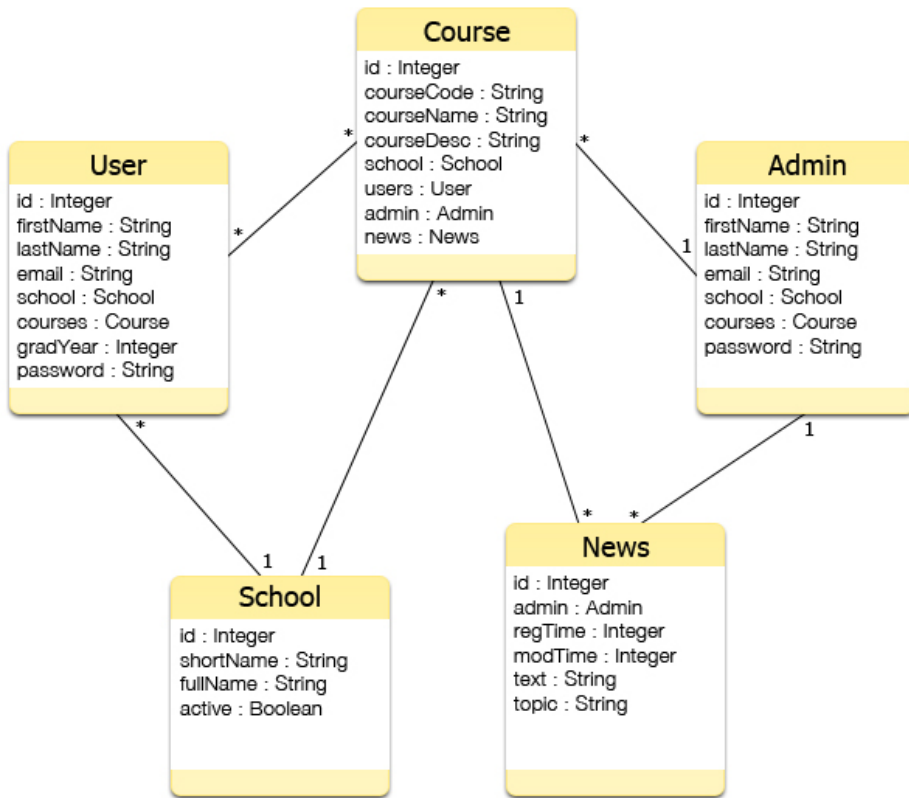 Course
id : Integer
courseCode : String
courseName : String
courseDesc : String
school : School
users : User
admin : Admin
news : News
*
*
*
1
*
1
User
id : Integer
firstName : String
lastName : String
email : String
school : School
courses : Course
gradYear : Integer
password : String
Admin
id : Integer
firstName : String
lastName : String
email : String
school : School
courses : Course
password : String
*
1
1
1
*
*
School
id : Integer
shortName : String
fullName : String
active : Boolean
News
id : Integer
admin : Admin
regTime : Integer
modTime : Integer
text : String
topic : String